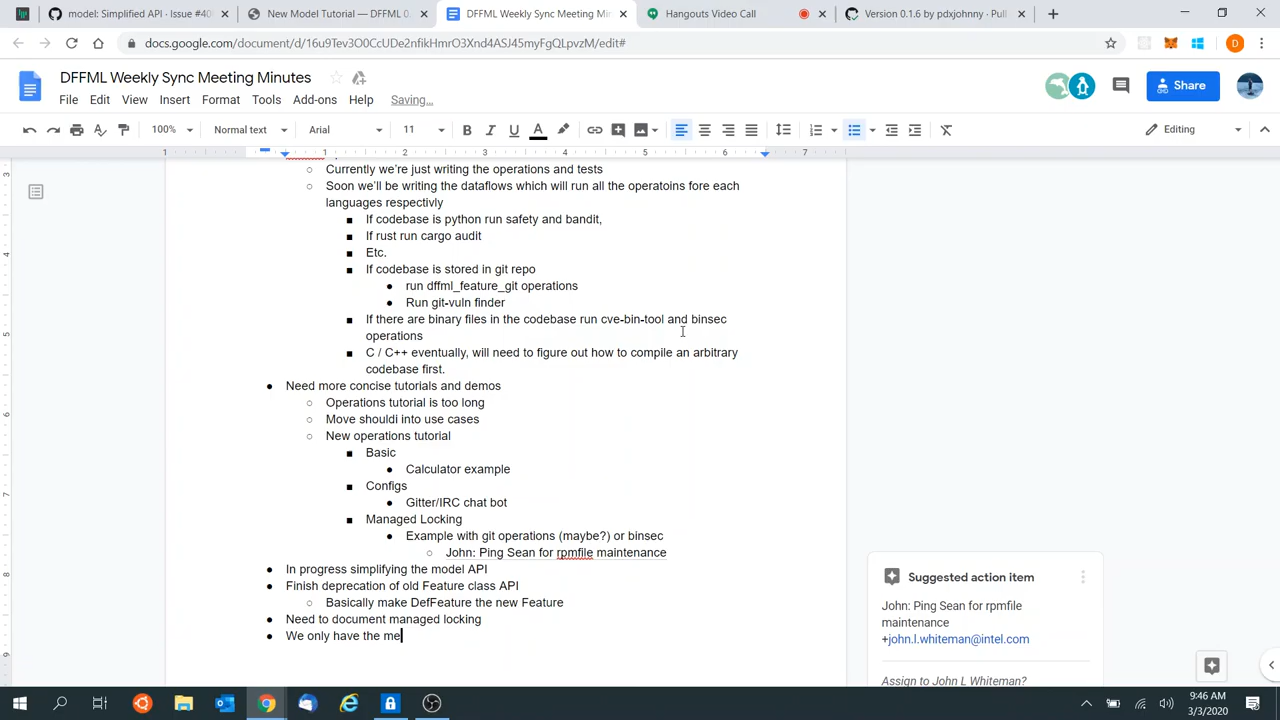 model: Simplified API · Issue #40
New Model Tutorial — DFFML 0.
DFFML Weekly Sync Meeting Min
Hangouts Video Call
Version 0.1.6 by pdxjohnny · Pull
docs.google.com/document/d/16u9Tev3O0CcUDe2nfikHmrO3Xnd4ASJ45myFgQLpvzM/edit#
D
DFFML Weekly Sync Meeting Minutes
File Edit View Insert Format Tools Add-ons Help Saving...
Share
100% Normal text Arial 11 B I U A Editing
1 1 2 3 4 5 6 7
Currently we're just writing the operations and tests
Soon we'll be writing the dataflows which will run all the operatoins fore each
languages respectivly
If codebase is python run safety and bandit,
If rust run cargo audit
Etc.
If codebase is stored in git repo
run dffml_feature_git operations
Run git-vuln finder
If there are binary files in the codebase run cve-bin-tool and binsec
operations
C / C++ eventually, will need to figure out how to compile an arbitrary
codebase first.
Need more concise tutorials and demos
Operations tutorial is too long
Move shouldi into use cases
New operations tutorial
Basic
Calculator example
Configs
Gitter/IRC chat bot
Managed Locking
Example with git operations (maybe?) or binsec
John: Ping Sean for rpmfile maintenance
In progress simplifying the model API
Finish deprecation of old Feature class API
Basically make DefFeature the new Feature
Need to document managed locking
We only have the me
Suggested action item
John: Ping Sean for rpmfile
maintenance
+john.l.whiteman@intel.com
Assign to John L Whiteman?
9:46 AM
3/3/2020